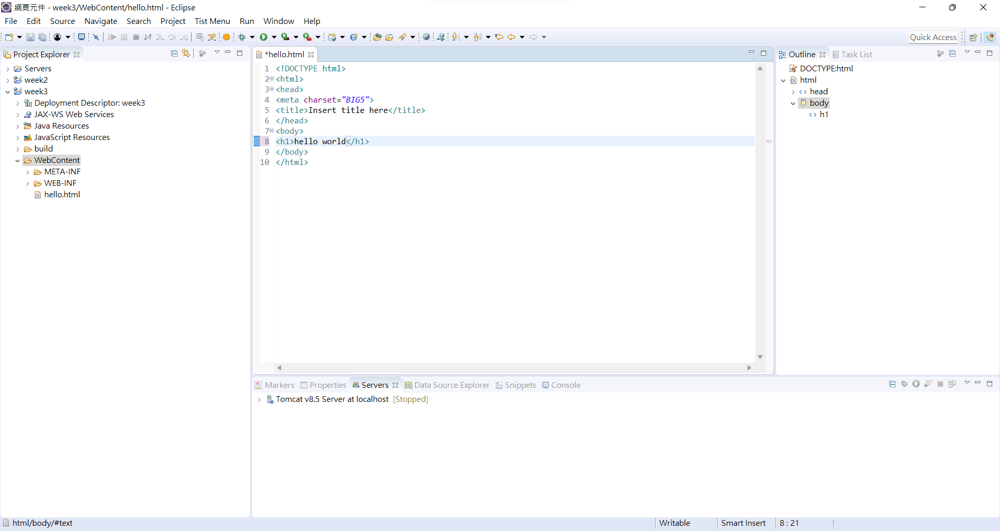 網頁元件 - week3/WebContent/hello.html - Eclipse
File Edit Source Navigate Search Project Tist Menu Run Window Help
Quick Access
Project Explorer
Servers
week2
week3
Deployment Descriptor: week3
JAX-WS Web Services
Java Resources
JavaScript Resources
build
WebContent
META-INF
WEB-INF
hello.html
*hello.html
1 <!DOCTYPE html>
2 <html>
3 <head>
4 <meta charset="BIG5">
5 <title>Insert title here</title>
6 </head>
7 <body>
8 <h1>hello world</h1>
9 </body>
10 </html>
Outline Task List
DOCTYPE:html
html
head
body
h1
Markers Properties Servers Data Source Explorer Snippets Console
Tomcat v8.5 Server at localhost [Stopped]
html/body/#text Writable Smart Insert 8 : 21